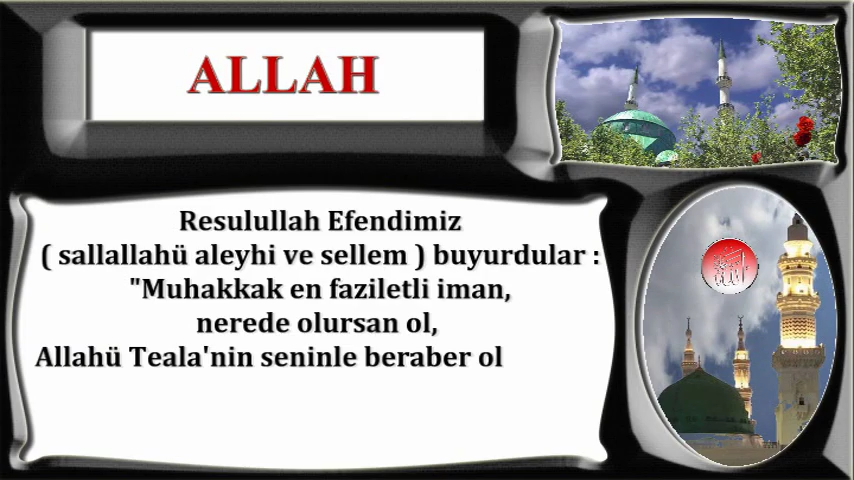 ALLAH
Resulullah Efendimiz
( sallallahü aleyhi ve sellem ) buyurdular :
"Muhakkak en faziletli iman,
nerede olursan ol,
Allahü Teala'nin seninle beraber ol
الله